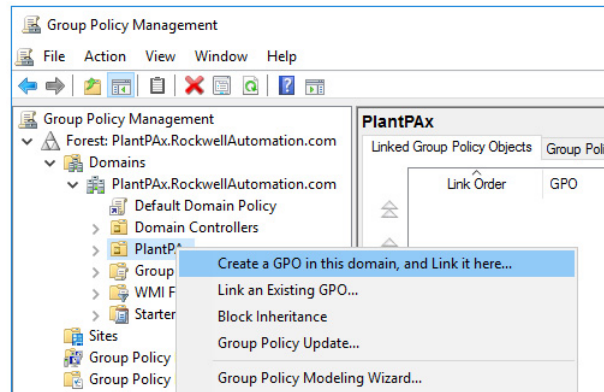 Group Policy Management
File Action View Window Help
Group Policy Management
Forest: PlantPAx.RockwellAutomation.com
Domains
PlantPAx.RockwellAutomation.com
Default Domain Policy
Domain Controllers
PlantPA
Group
WMI F
Starter
Sites
Group Policy
Group Policy
PlantPAx
Linked Group Policy Objects Group Poli
Link Order GPO
Create a GPO in this domain, and Link it here...
Link an Existing GPO...
Block Inheritance
Group Policy Update...
Group Policy Modeling Wizard...